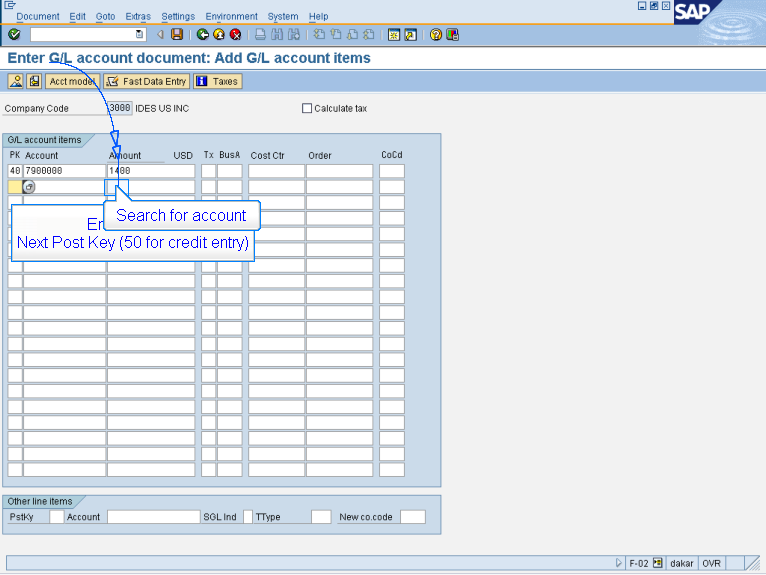 Document Edit Goto Extras Settings Environment System Help
SAP
Enter G/L account document: Add G/L account items
Acct model Fast Data Entry Taxes
Company Code 3000 IDES US INC Calculate tax
G/L account items
PK Account Amount USD Tx BusA Cost Ctr Order CoCd
40 7900000 1400
Search for account
Next Post Key (50 for credit entry)
Other line items
PstKy Account SGL Ind TType New co.code
F-02 dakar OVR